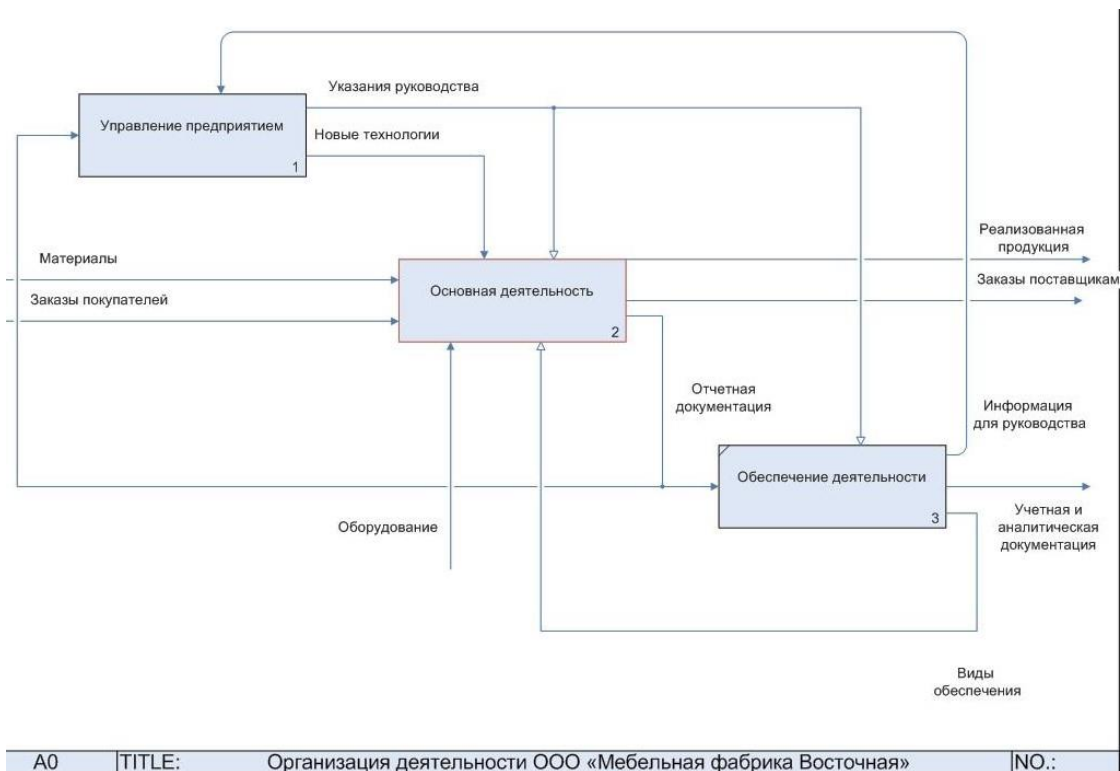 Указания руководства
Управление предприятием
Новые технологии
1
Реализованная
продукция
Материалы
Заказы поставщикам
Основная деятельность
Заказы покупателей
2
Отчетная
документация
Информация
для руководства
Обеспечение деятельности
3
Оборудование
Учетная и
аналитическая
документация
Виды
обеспечения
A0 TITLE: Организация деятельности ООО «Мебельная фабрика Восточная» NO.: